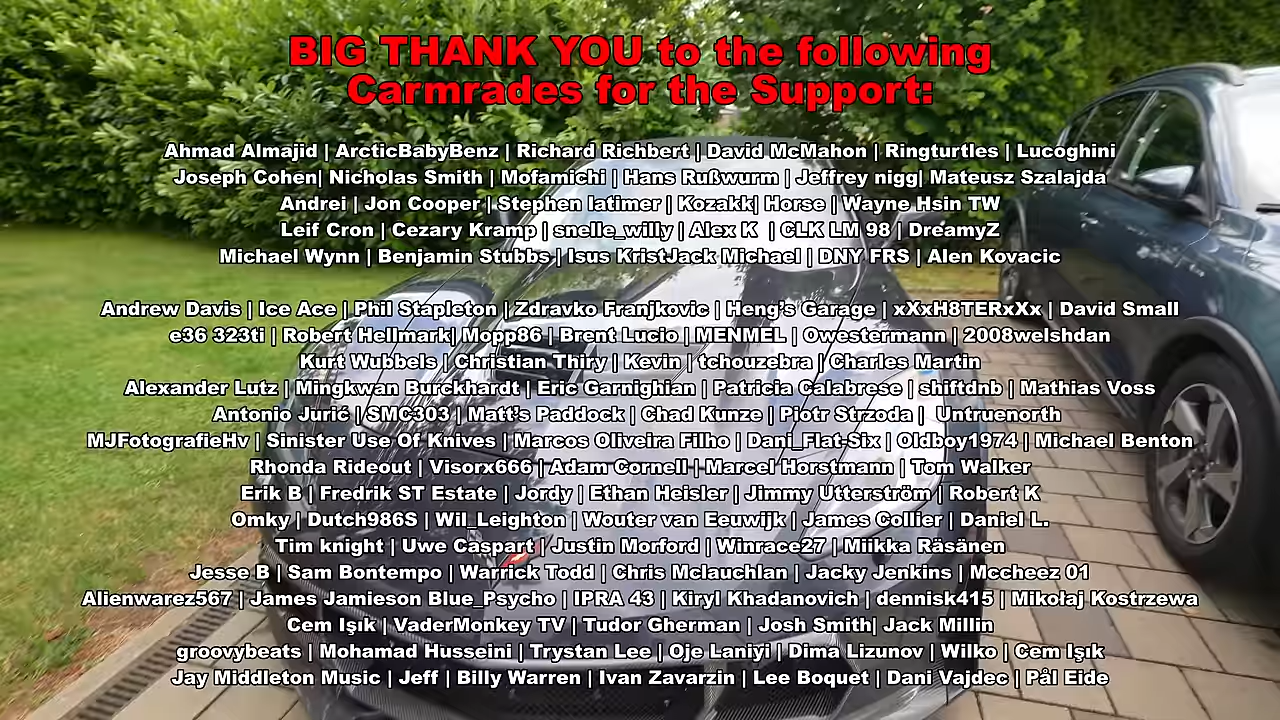 BIG THANK YOU to the following
Carmrades for the Support:
Ahmad Almajid | ArcticBabyBenz | Richard Richbert | David McMahon | Ringturtles | Lucoghini
Joseph Cohen| Nicholas Smith | Mofamichi | Hans Rußwurm | Jeffrey nigg| Mateusz Szalajda
Andrei | Jon Cooper | Stephen latimer | Kozakk| Horse | Wayne Hsin TW
Leif Cron | Cezary Kramp | snelle_willy | Alex K | CLK LM 98 | DreamyZ
Michael Wynn | Benjamin Stubbs | Isus KristJack Michael | DNY FRS | Alen Kovacic
Andrew Davis | Ice Ace | Phil Stapleton | Zdravko Franjkovic | Heng's Garage | xXxH8TERxXx | David Small
e36 323ti | Robert Hellmark| Mopp86 | Brent Lucio | MENMEL | Owestermann | 2008welshdan
Kurt Wubbels | Christian Thiry | Kevin | tchouzebra | Charles Martin
Alexander Lutz | Mingkwan Burckhardt | Eric Garnighian | Patricia Calabrese | shiftdnb | Mathias Voss
Antonio Jurić | SMC303 | Matt's Paddock | Chad Kunze | Piotr Strzoda | Untruenorth
MJFotografieHv | Sinister Use Of Knives | Marcos Oliveira Filho | Dani_Flat-Six | Oldboy1974 | Michael Benton
Rhonda Rideout | Visorx666 | Adam Cornell | Marcel Horstmann | Tom Walker
Erik B | Fredrik ST Estate | Jordy | Ethan Heisler | Jimmy Utterström | Robert K
Omky | Dutch986S | Wil_Leighton | Wouter van Eeuwijk | James Collier | Daniel L.
Tim knight | Uwe Caspart | Justin Morford | Winrace27 | Miikka Räsänen
Jesse B | Sam Bontempo | Warrick Todd | Chris Mclauchlan | Jacky Jenkins | Mccheez 01
Alienwarez567 | James Jamieson Blue_Psycho | IPRA 43 | Kiryl Khadanovich | dennisk415 | Mikołaj Kostrzewa
Cem Işık | VaderMonkey TV | Tudor Gherman | Josh Smith| Jack Millin
groovybeats | Mohamad Husseini | Trystan Lee | Oje Laniyi | Dima Lizunov | Wilko | Cem Işık
Jay Middleton Music | Jeff | Billy Warren | Ivan Zavarzin | Lee Boquet | Dani Vajdec | Pål Eide